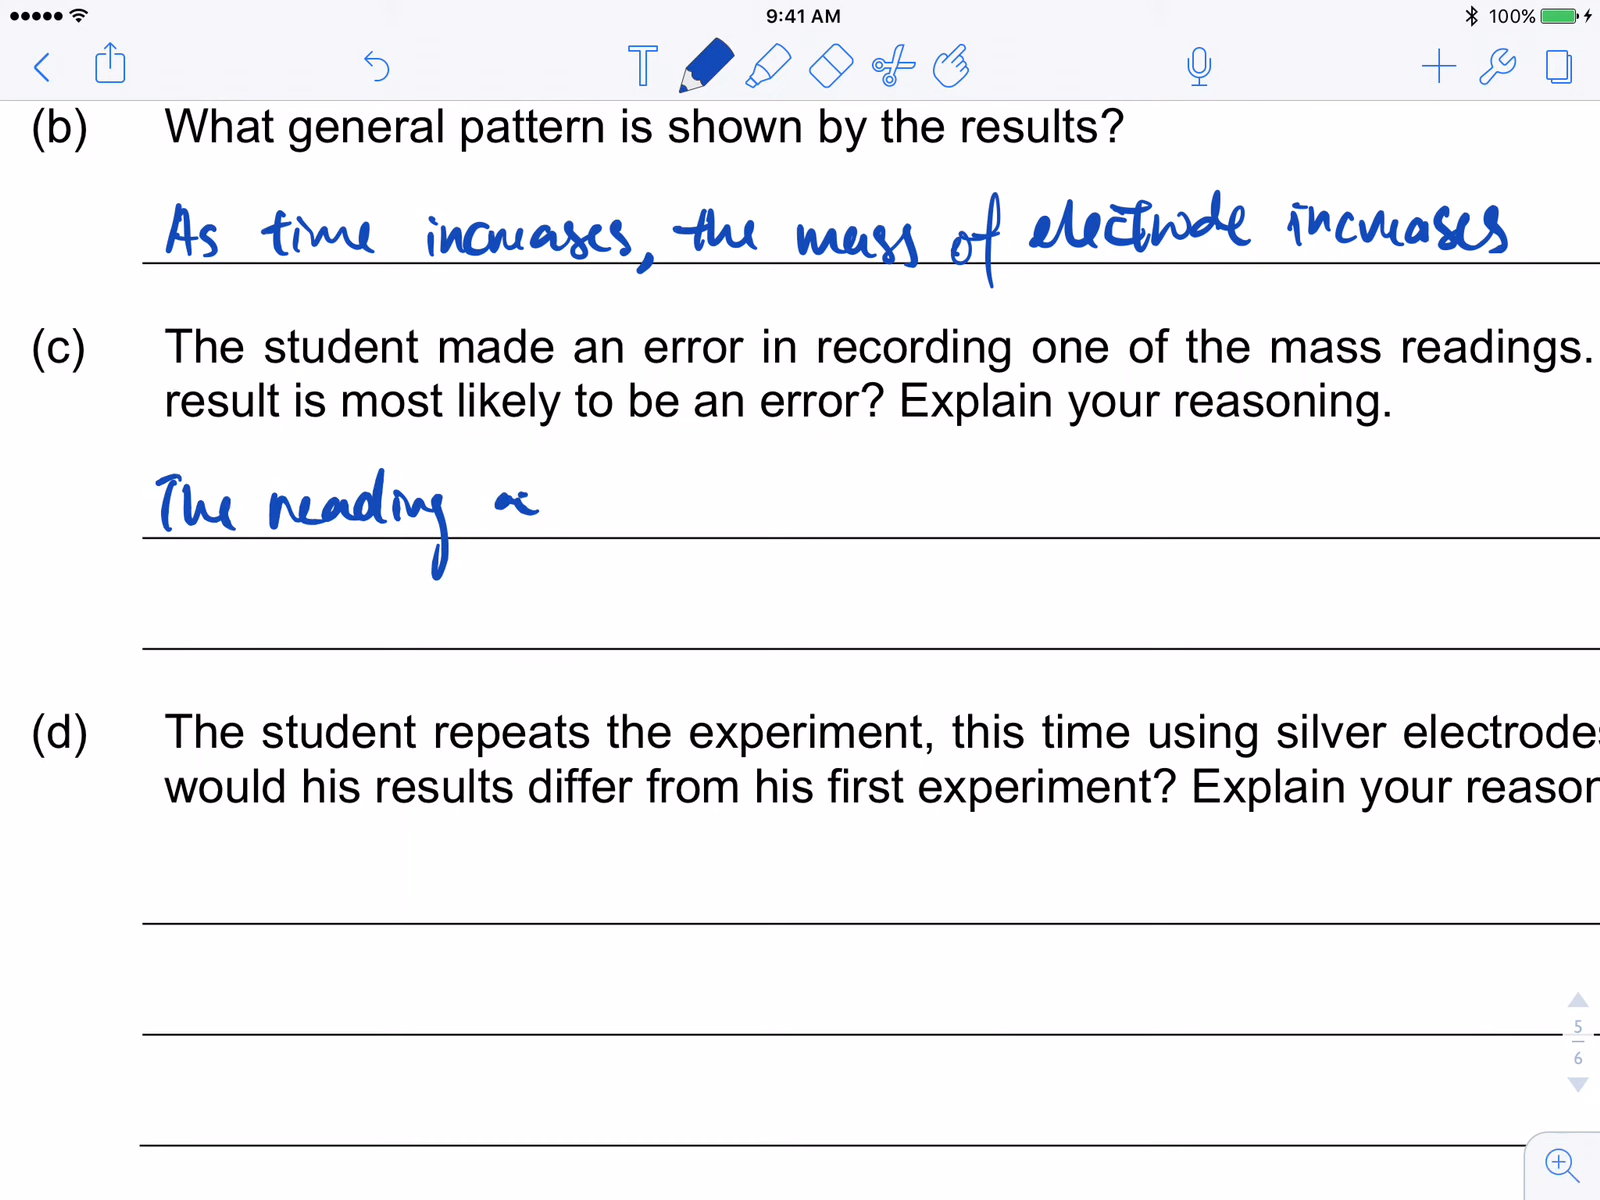 9:41 AM
100%
T
(b) What general pattern is shown by the results?
As time increases, the mass of electrode increases
(c) The student made an error in recording one of the mass readings.
result is most likely to be an error? Explain your reasoning.
The reading
(d) The student repeats the experiment, this time using silver electrodes
would his results differ from his first experiment? Explain your reason
5
6